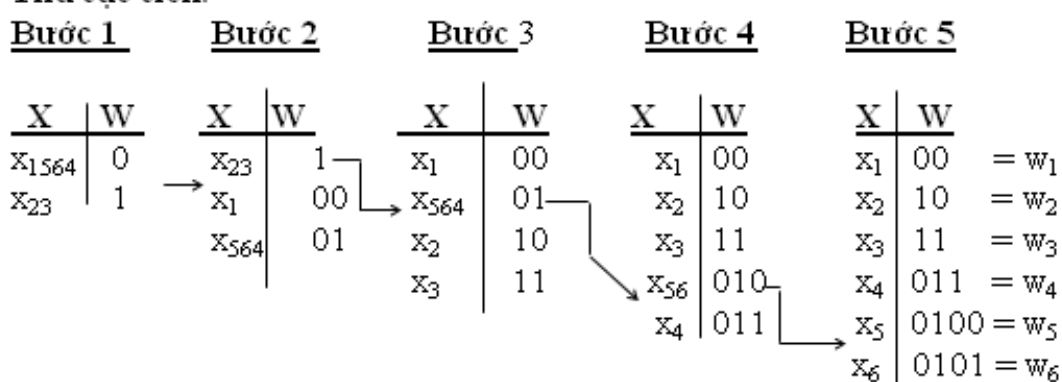 Bước 1 Bước 2 Bước 3 Bước 4 Bước 5
X W X W X W X W X W
x1564 0 x23 1 x1 00 x1 00 x1 00 = w1
x23 1 x1 00 x564 01 x2 10 x2 10 = w2
x564 01 x2 10 x3 11 x3 11 = w3
x3 11 x56 010 x4 011 = w4
x4 011 x5 0100 = w5
x6 0101 = w6